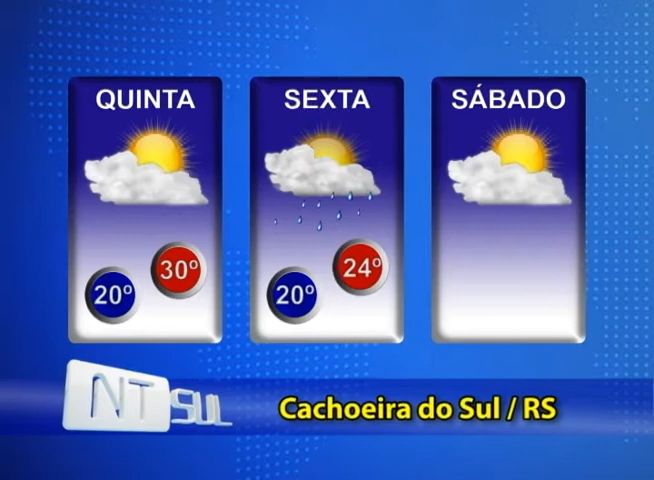 QUINTA
SEXTA
SÁBADO
30º
20º
24º
20º
NT SUL
Cachoeira do Sul / RS